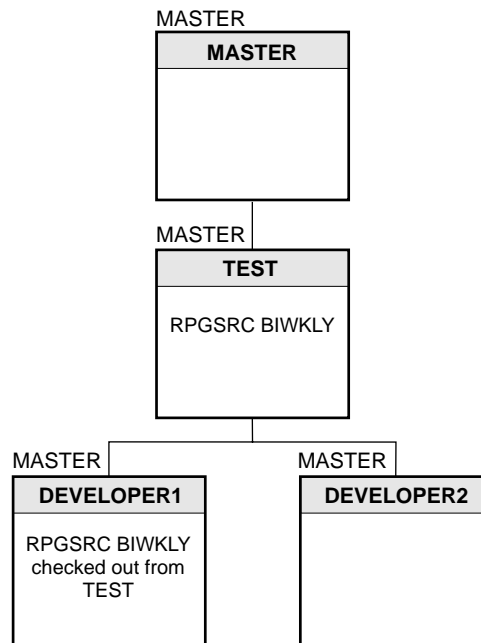 MASTER
MASTER
MASTER
TEST
RPGSRC BIWKLY
MASTER
DEVELOPER1
RPGSRC BIWKLY
checked out from
TEST
MASTER
DEVELOPER2